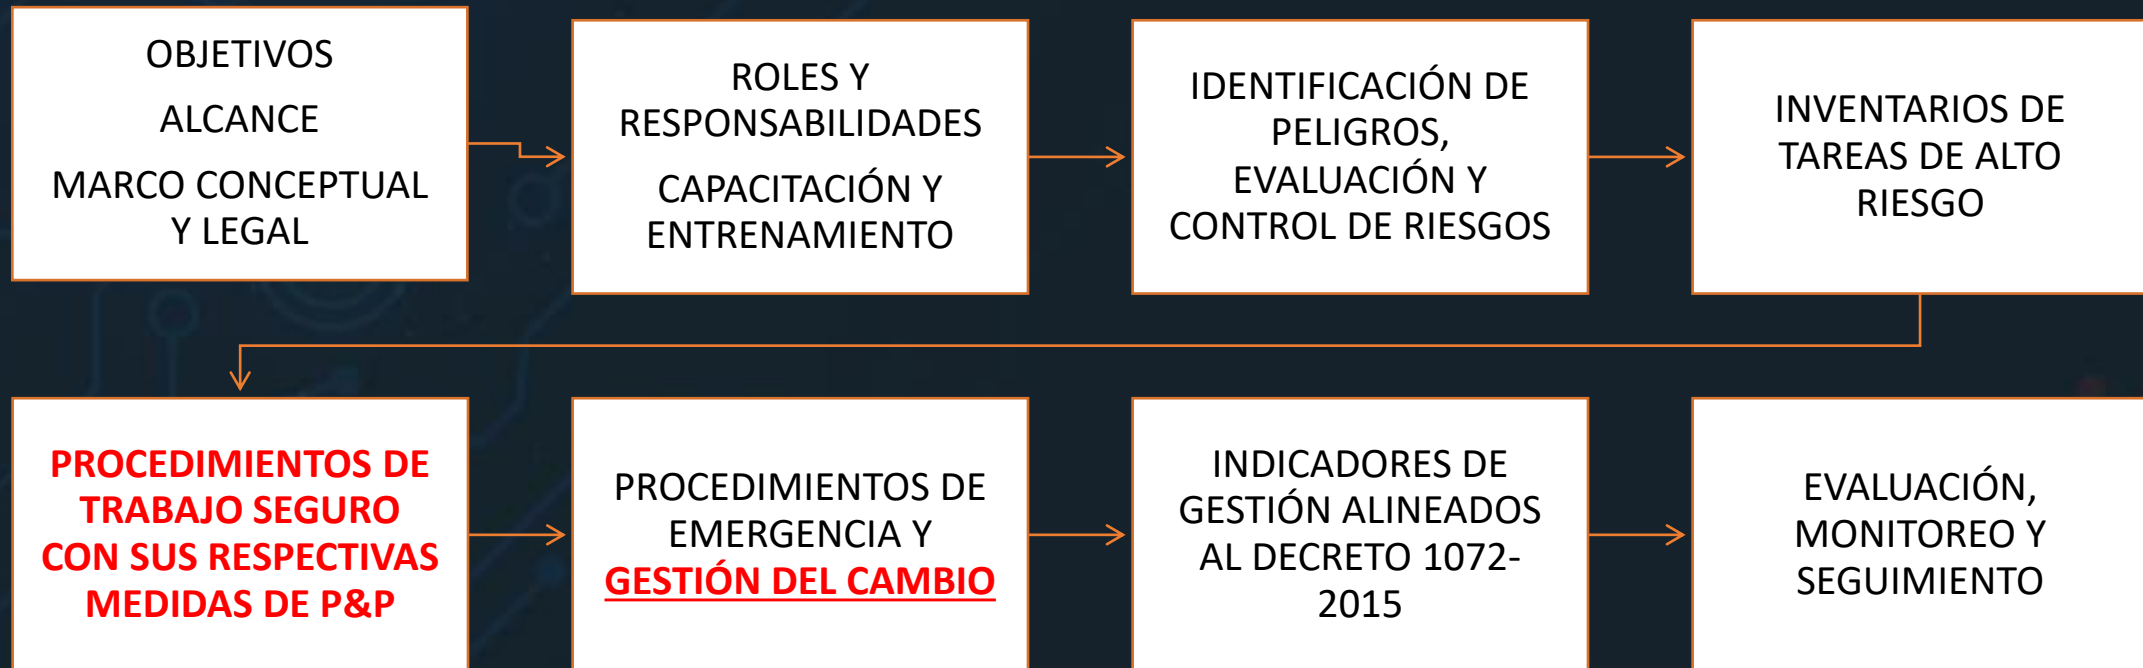 OBJETIVOS
ALCANCE
MARCO CONCEPTUAL
Y LEGAL
ROLES Y
RESPONSABILIDADES
CAPACITACIÓN Y
ENTRENAMIENTO
IDENTIFICACIÓN DE
PELIGROS,
EVALUACIÓN Y
CONTROL DE RIESGOS
INVENTARIOS DE
TAREAS DE ALTO
RIESGO
PROCEDIMIENTOS DE
TRABAJO SEGURO
CON SUS RESPECTIVAS
MEDIDAS DE P&P
PROCEDIMIENTOS DE
EMERGENCIA Y
GESTIÓN DEL CAMBIO
INDICADORES DE
GESTIÓN ALINEADOS
AL DECRETO 1072-
2015
EVALUACIÓN,
MONITOREO Y
SEGUIMIENTO